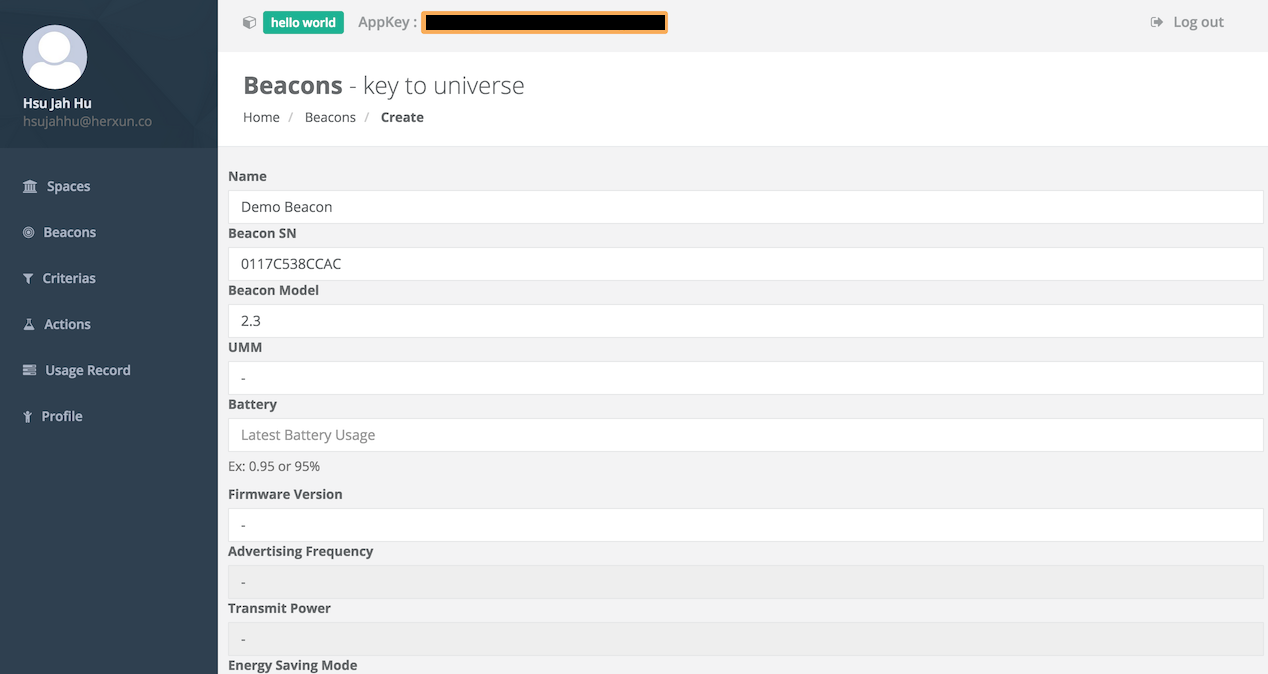 hello world AppKey : Log out
Hsu Jah Hu
hsujahhu@herxun.co
Spaces
Beacons
Criterias
Actions
Usage Record
Profile
Beacons - key to universe
Home / Beacons / Create
Name
Demo Beacon
Beacon SN
0117C538CCAC
Beacon Model
2.3
UMM
-
Battery
Latest Battery Usage
Ex: 0.95 or 95%
Firmware Version
-
Advertising Frequency
-
Transmit Power
-
Energy Saving Mode